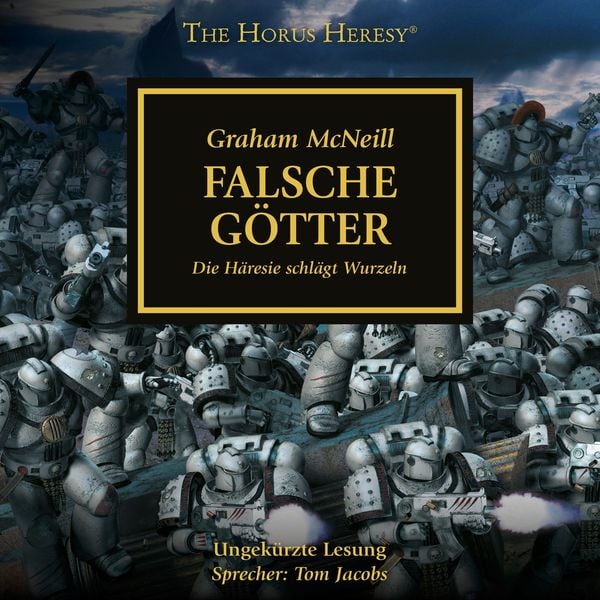 THE HORUS HERESY®
Graham McNeill
FALSCHE
GÖTTER
Die Häresie schlägt Wurzeln
Ungekürzte Lesung
Sprecher: Tom Jacobs